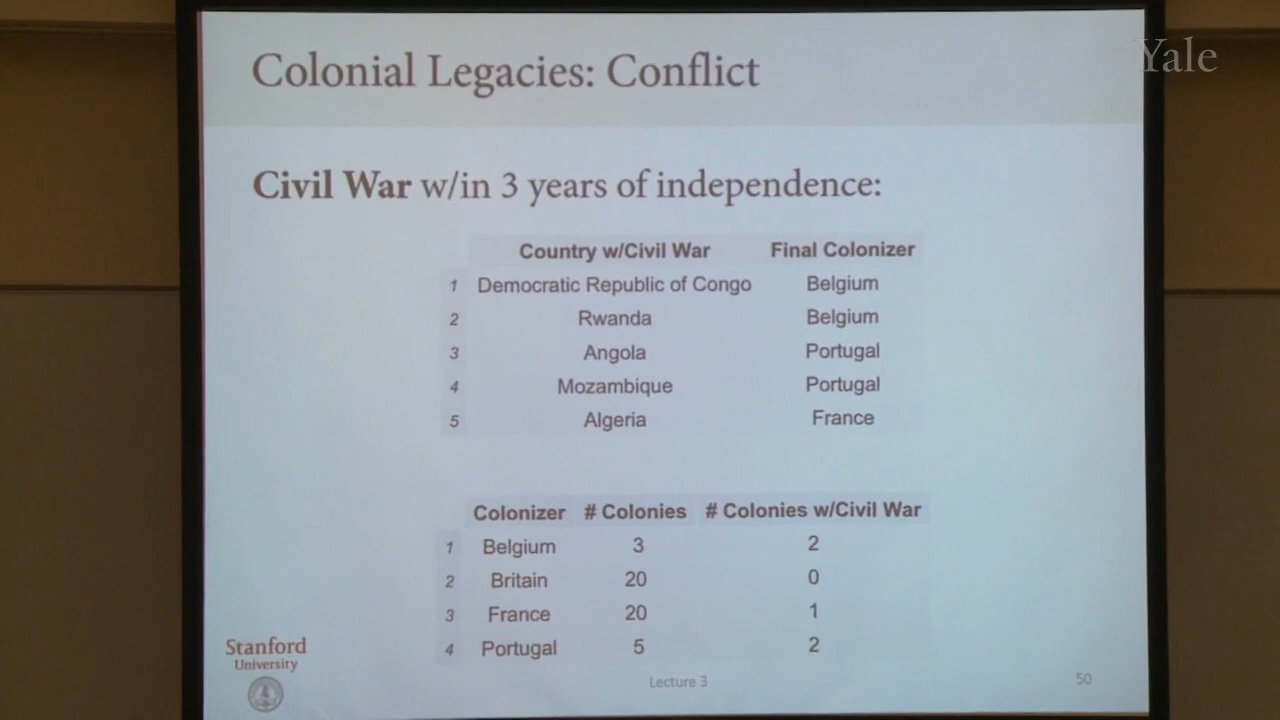 Yale
Colonial Legacies: Conflict
Civil War w/in 3 years of independence:
Country w/Civil War Final Colonizer
1 Democratic Republic of Congo Belgium
2 Rwanda Belgium
3 Angola Portugal
4 Mozambique Portugal
5 Algeria France
Colonizer # Colonies # Colonies w/Civil War
1 Belgium 3 2
2 Britain 20 0
3 France 20 1
4 Portugal 5 2
Stanford
University
Lecture 3
50